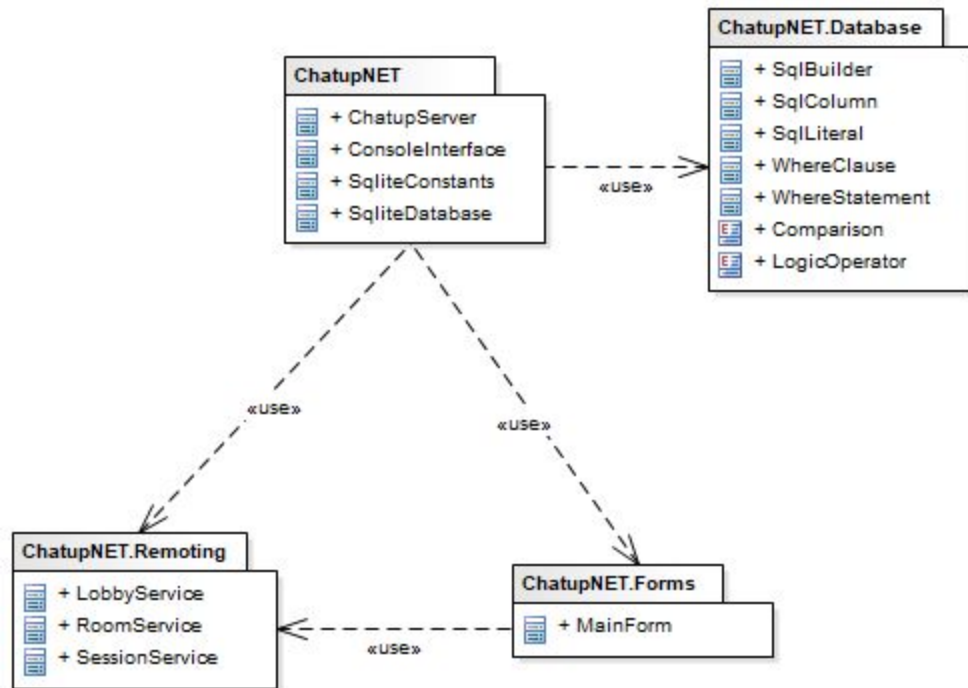 ChatupNET.Database
+ SqlBuilder
+ SqlColumn
+ SqlLiteral
+ WhereClause
+ WhereStatement
+ Comparison
+ LogicOperator
ChatupNET
+ ChatupServer
+ ConsoleInterface
+ SqliteConstants
+ SqliteDatabase
«use»
«use»
«use»
ChatupNET.Remoting
+ LobbyService
+ RoomService
+ SessionService
ChatupNET.Forms
+ MainForm
«use»